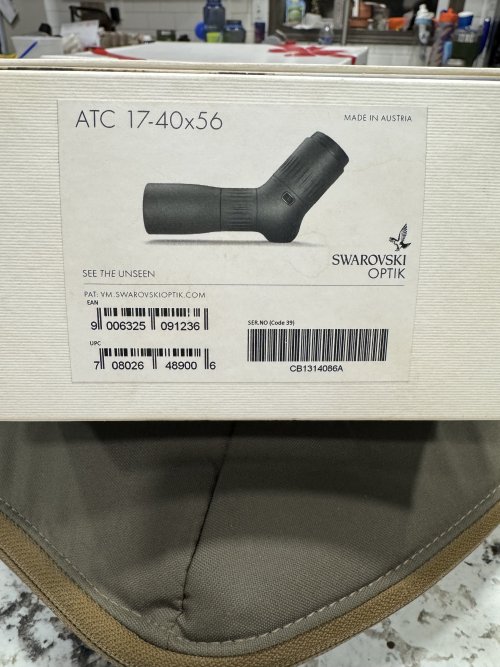 ATC 17-40x56
MADE IN AUSTRIA
SWAROVSKI
OPTIK
SEE THE UNSEEN
PAT: VM.SWAROVSKIOPTIK.COM
EAN
9 006325 091236
SER.NO (Code 39)
CB1314086A
UPC
7 08026 48900 6